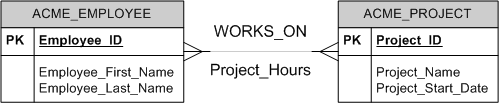 ACME_EMPLOYEE
PK Employee_ID
Employee_First_Name
Employee_Last_Name
WORKS_ON
Project_Hours
ACME_PROJECT
PK Project_ID
Project_Name
Project_Start_Date